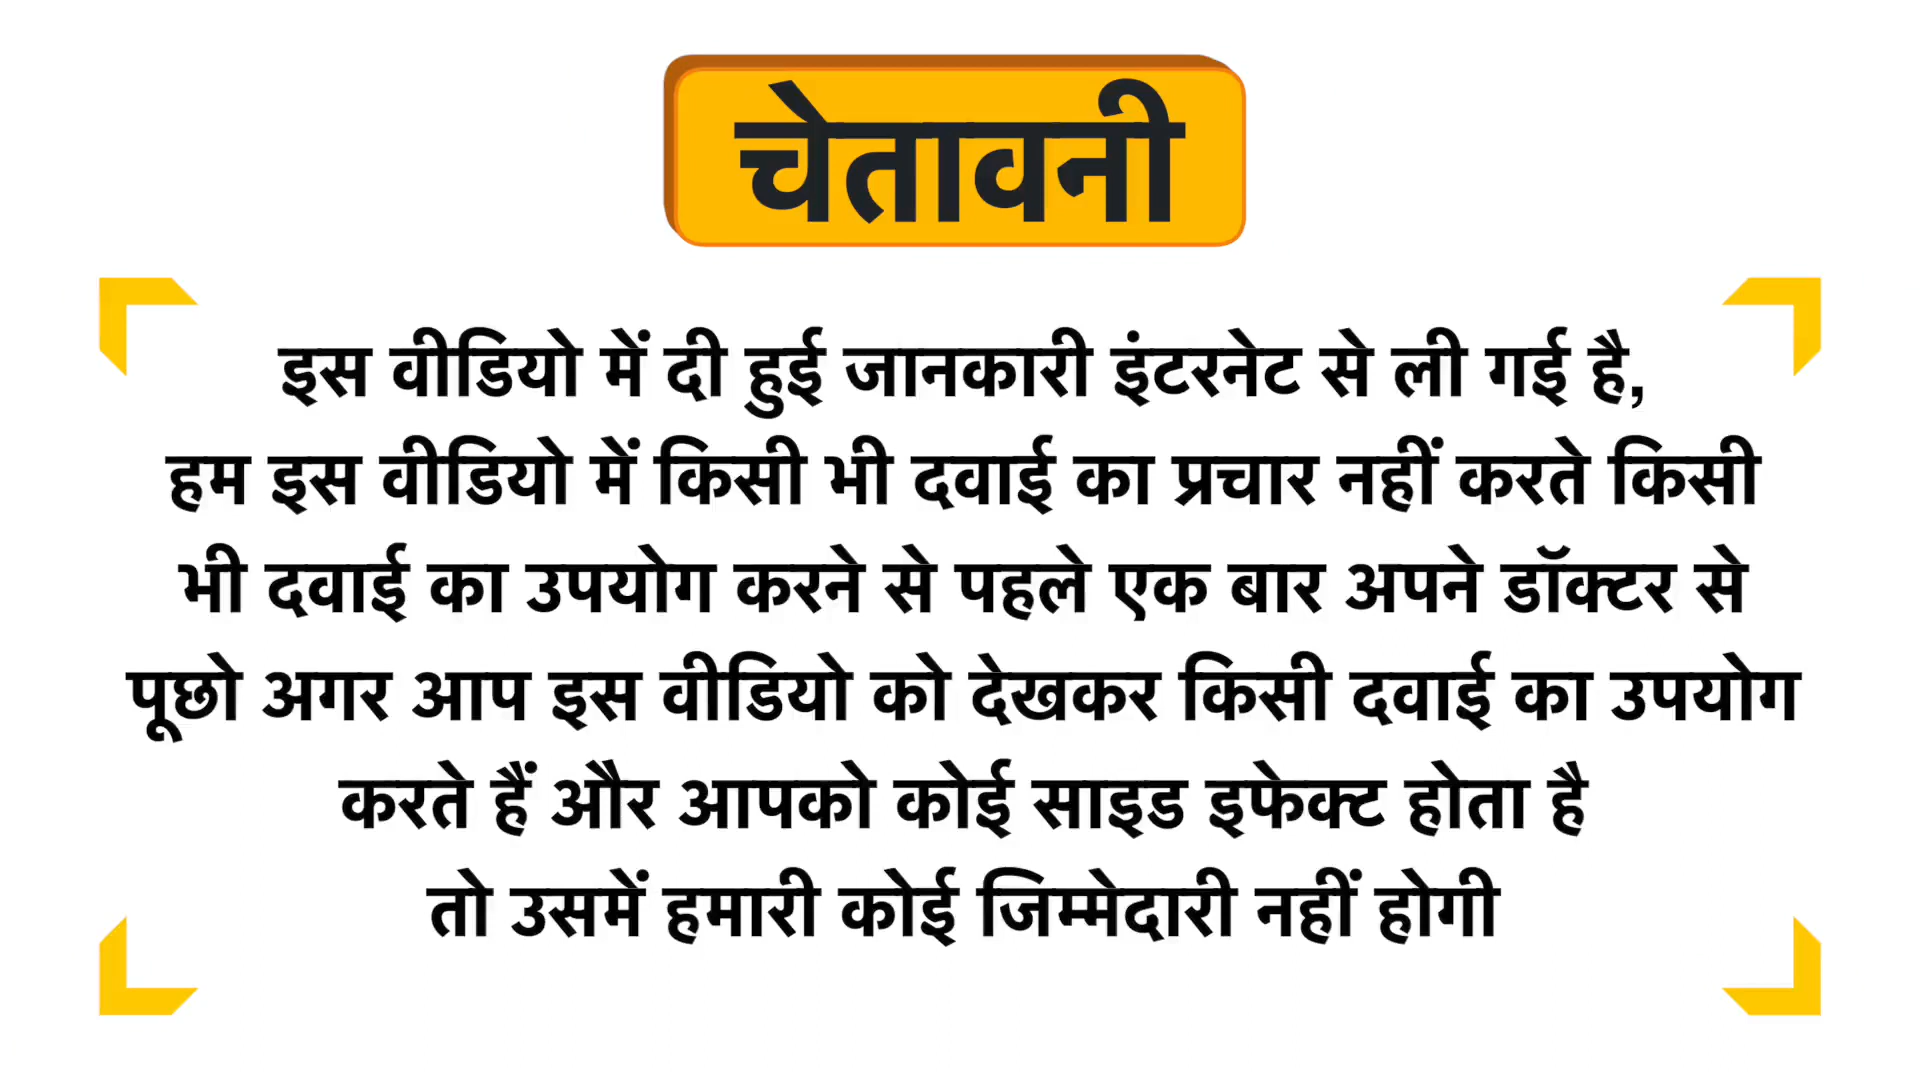 चेतावनी
इस वीडियो में दी हुई जानकारी इंटरनेट से ली गई है,
हम इस वीडियो में किसी भी दवाई का प्रचार नहीं करते किसी
भी दवाई का उपयोग करने से पहले एक बार अपने डॉक्टर से
पूछो अगर आप इस वीडियो को देखकर किसी दवाई का उपयोग
करते हैं और आपको कोई साइड इफेक्ट होता है
तो उसमें हमारी कोई जिम्मेदारी नहीं होगी